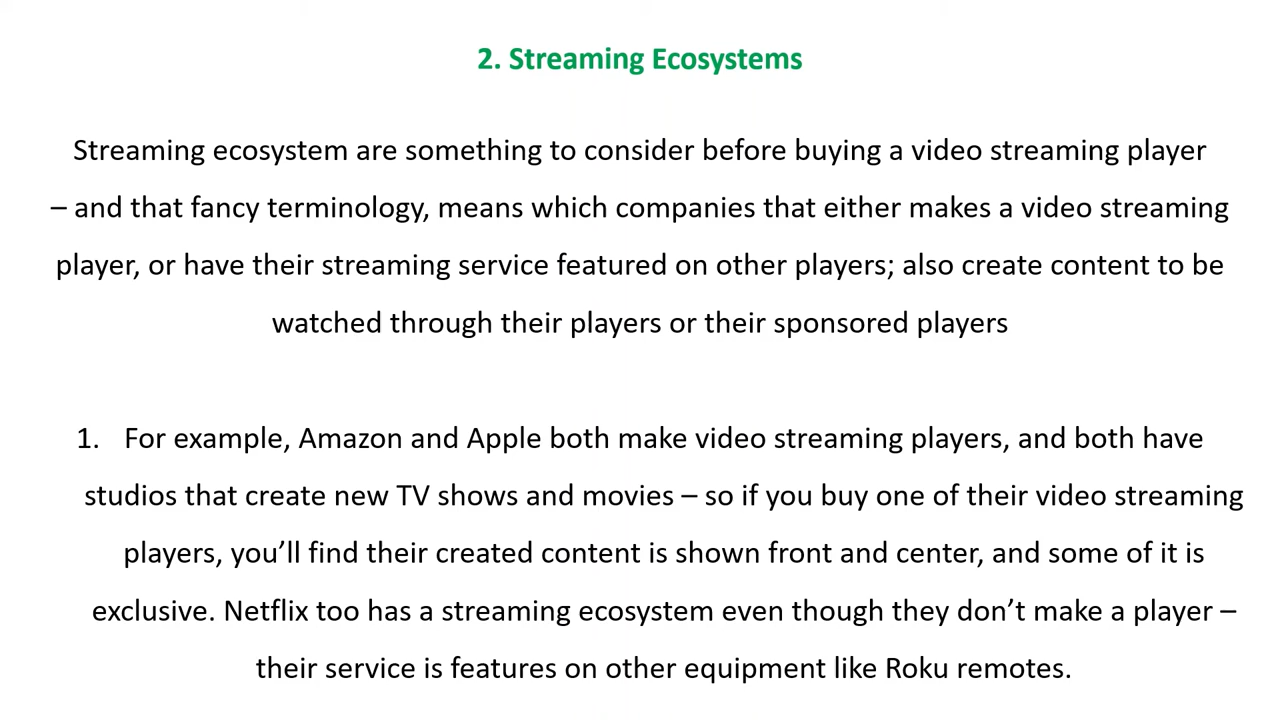 2. Streaming Ecosystems
Streaming ecosystem are something to consider before buying a video streaming player
– and that fancy terminology, means which companies that either makes a video streaming
player, or have their streaming service featured on other players; also create content to be
watched through their players or their sponsored players
1. For example, Amazon and Apple both make video streaming players, and both have
studios that create new TV shows and movies – so if you buy one of their video streaming
players, you’ll find their created content is shown front and center, and some of it is
exclusive. Netflix too has a streaming ecosystem even though they don’t make a player –
their service is features on other equipment like Roku remotes.